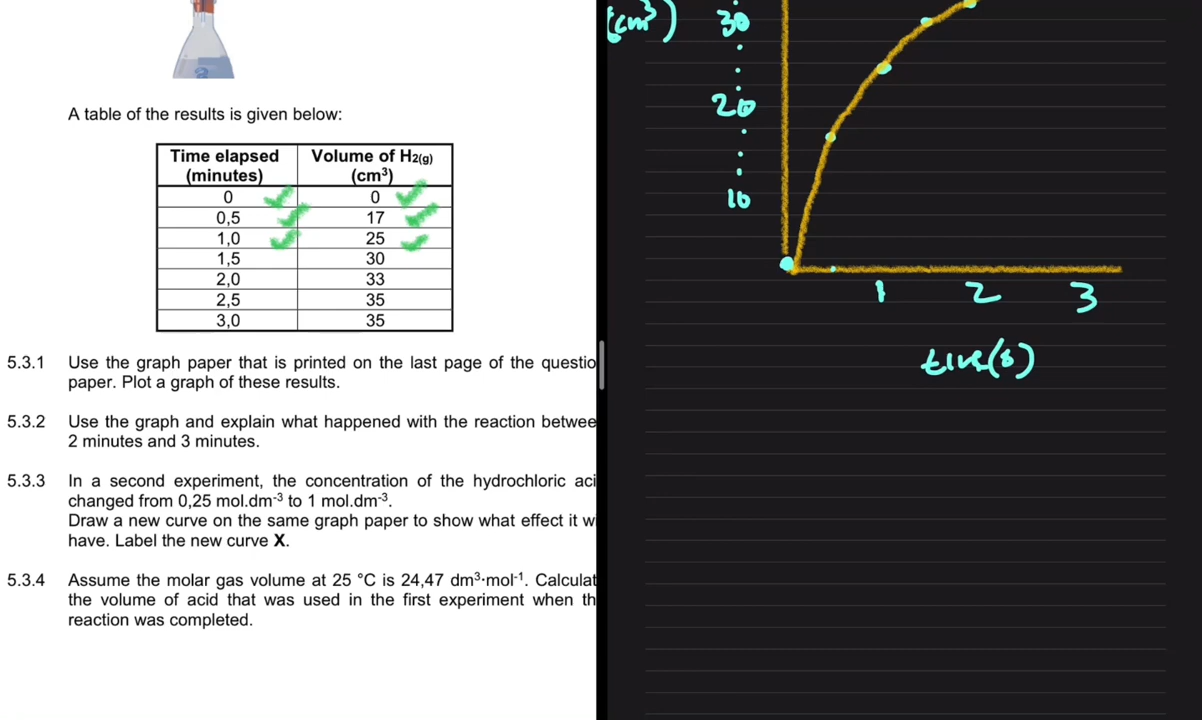 A table of the results is given below:
Time elapsed (minutes) Volume of H2(g) (cm³)
0 0
0,5 17
1,0 25
1,5 30
2,0 33
2,5 35
3,0 35
5.3.1 Use the graph paper that is printed on the last page of the questio
paper. Plot a graph of these results.
5.3.2 Use the graph and explain what happened with the reaction betwee
2 minutes and 3 minutes.
5.3.3 In a second experiment, the concentration of the hydrochloric aci
changed from 0,25 mol.dm-3 to 1 mol.dm-3.
Draw a new curve on the same graph paper to show what effect it w
have. Label the new curve X.
5.3.4 Assume the molar gas volume at 25 °C is 24,47 dm³·mol-1. Calculat
the volume of acid that was used in the first experiment when th
reaction was completed.
(cm³) 30
20
10
1 2 3